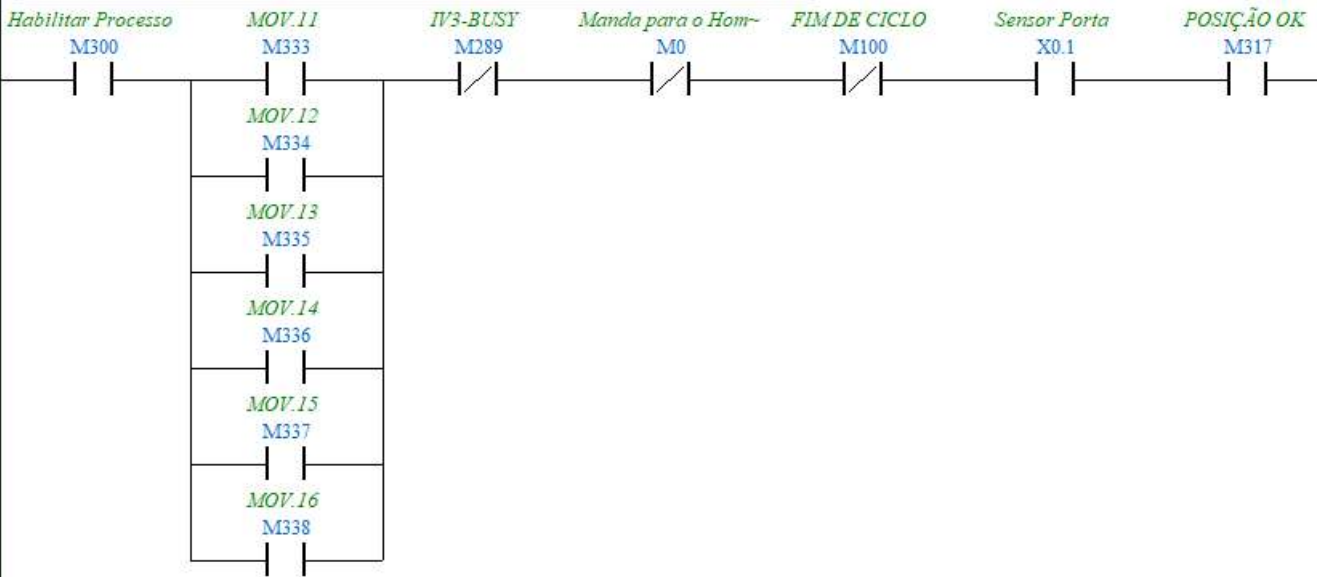 Habilitar Processo MOV.11 IV3-BUSY Manda para o Hom~ FIM DE CICLO Sensor Porta POSIÇÃO OK
M300 M333 M289 M0 M100 X0.1 M317
MOV.12
M334
MOV.13
M335
MOV.14
M336
MOV.15
M337
MOV.16
M338